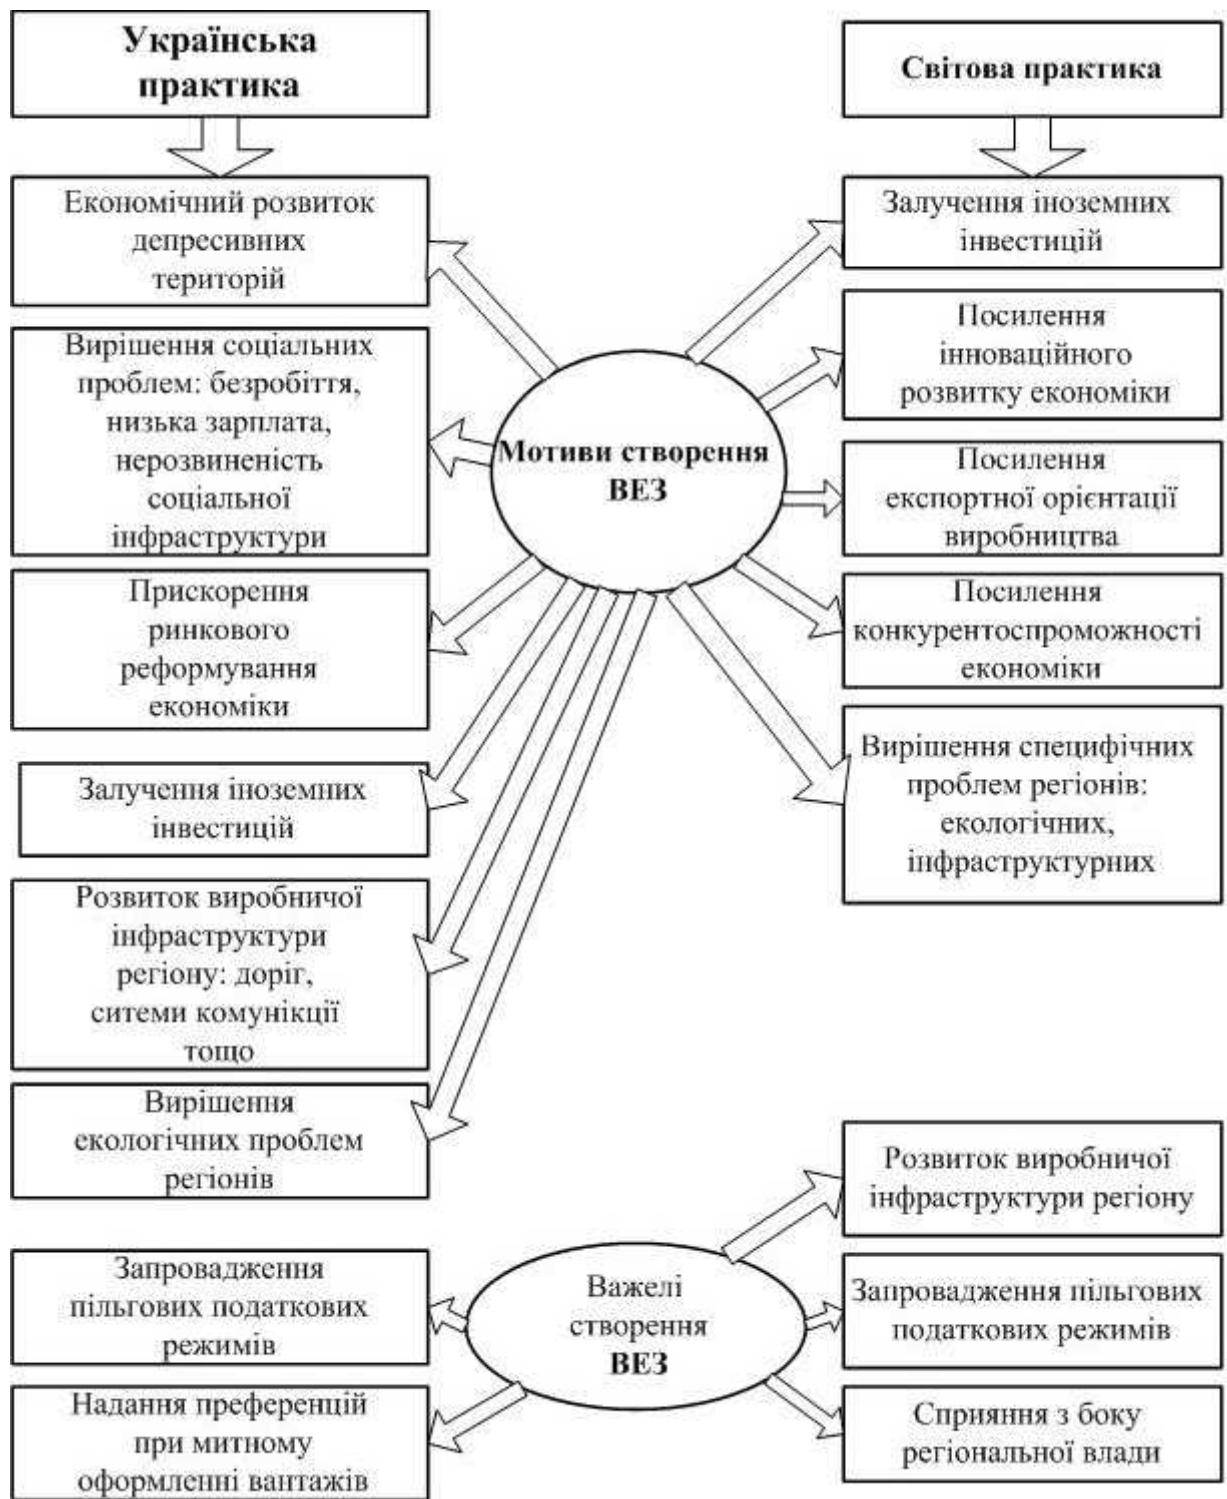 Українська
практика
Світова практика
Економічний розвиток
депресивних
територій
Вирішення соціальних
проблем: безробіття,
низька зарплата,
нерозвиненість
соціальної
інфраструктури
Прискорення
ринкового
реформування
економіки
Залучення іноземних
інвестицій
Розвиток виробничої
інфраструктури
регіону: доріг,
ситеми комунікції
тощо
Вирішення
екологічних проблем
регіонів
Мотиви створення
ВЕЗ
Залучення іноземних
інвестицій
Посилення
інноваційного
розвитку економіки
Посилення
експортної орієнтації
виробництва
Посилення
конкурентоспроможності
економіки
Вирішення специфічних
проблем регіонів:
екологічних,
інфраструктурних
Запровадження
пільгових податкових
режимів
Надання преференцій
при митному
оформленні вантажів
Важелі
створення
ВЕЗ
Розвиток виробничої
інфраструктури регіону
Запровадження пільгових
податкових режимів
Сприяння з боку
регіональної влади